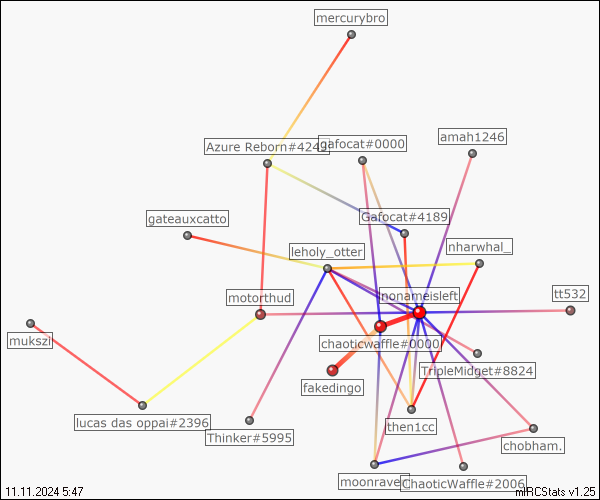 mercurybro
amah1246
gafocat#0000
Azure Reborn#424
gateauxcatto
Gafocat#4189
nharwhal_
leholy_otter
nonameisleft
tt532
motorthud
mukszi
chaoticwaffle#0000
TripleMidget#8824
fakedingo
lucas das oppai#2396
then1cc
Thinker#5995
chobham.
moonrave
ChaoticWaffle#2006
11.11.2024 5:47
mIRCStats v1.25